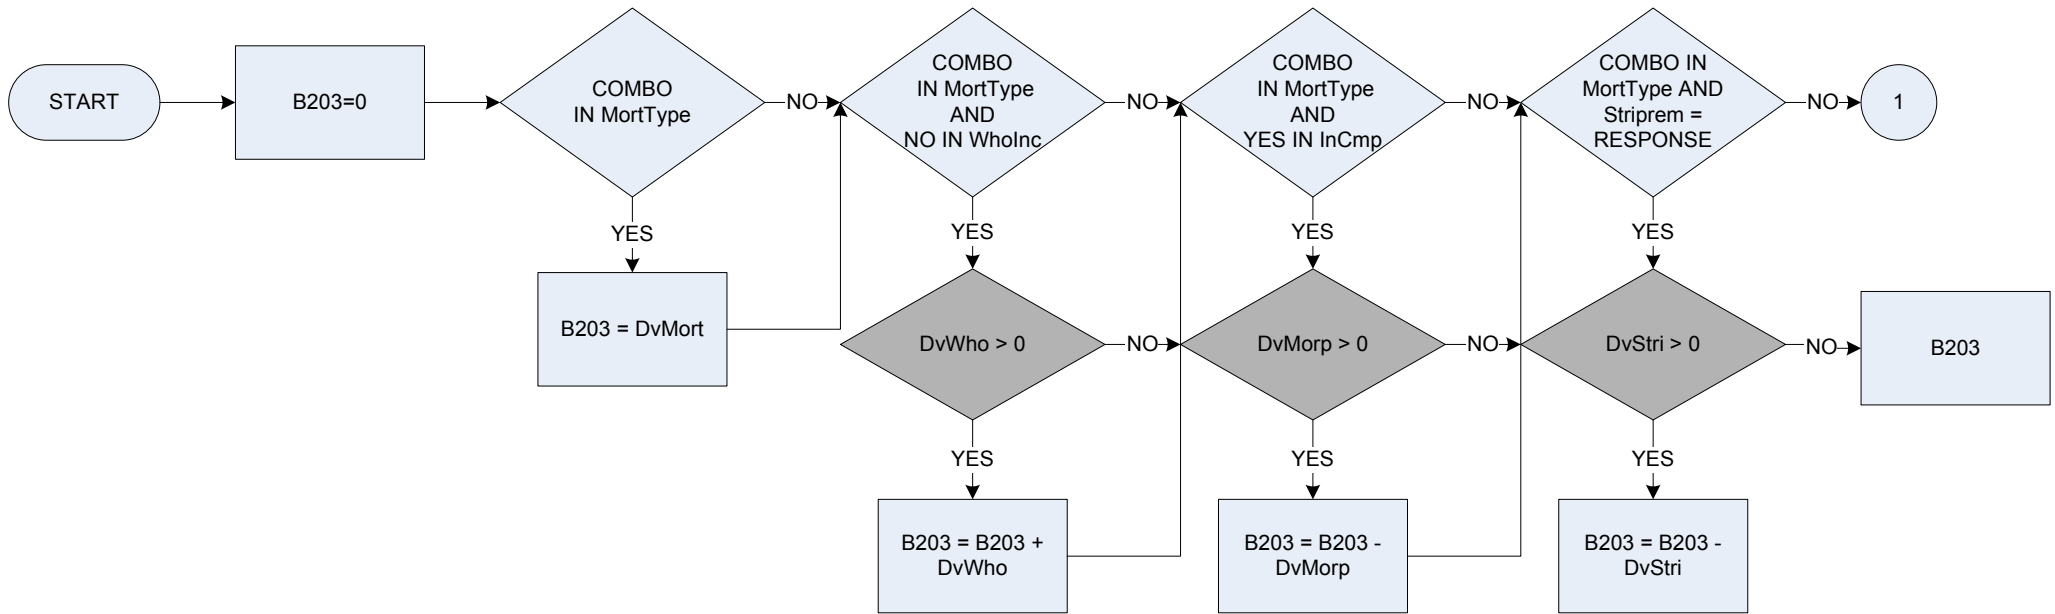 START
B203=0
COMBO
IN MortType
NO
COMBO
IN MortType
AND
NO IN WhoInc
NO
COMBO
IN MortType
AND
YES IN InCmp
NO
COMBO IN
MortType AND
Striprem =
RESPONSE
NO
1
YES
YES
YES
YES
B203 = DvMort
DvWho > 0
NO
DvMorp > 0
NO
DvStri > 0
NO
B203
YES
YES
YES
B203 = B203 +
DvWho
B203 = B203 -
DvMorp
B203 = B203 -
DvStri